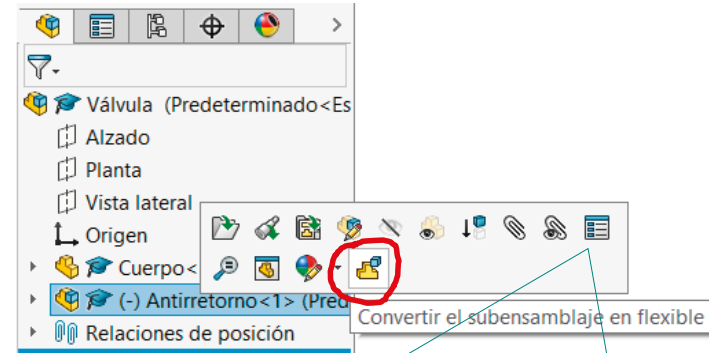 Válvula (Predeterminado<Es
Alzado
Planta
Vista lateral
Origen
Cuerpo<
(-) Antirretorno<1> (Pred
Convertir el subensamblaje en flexible
Relaciones de posición